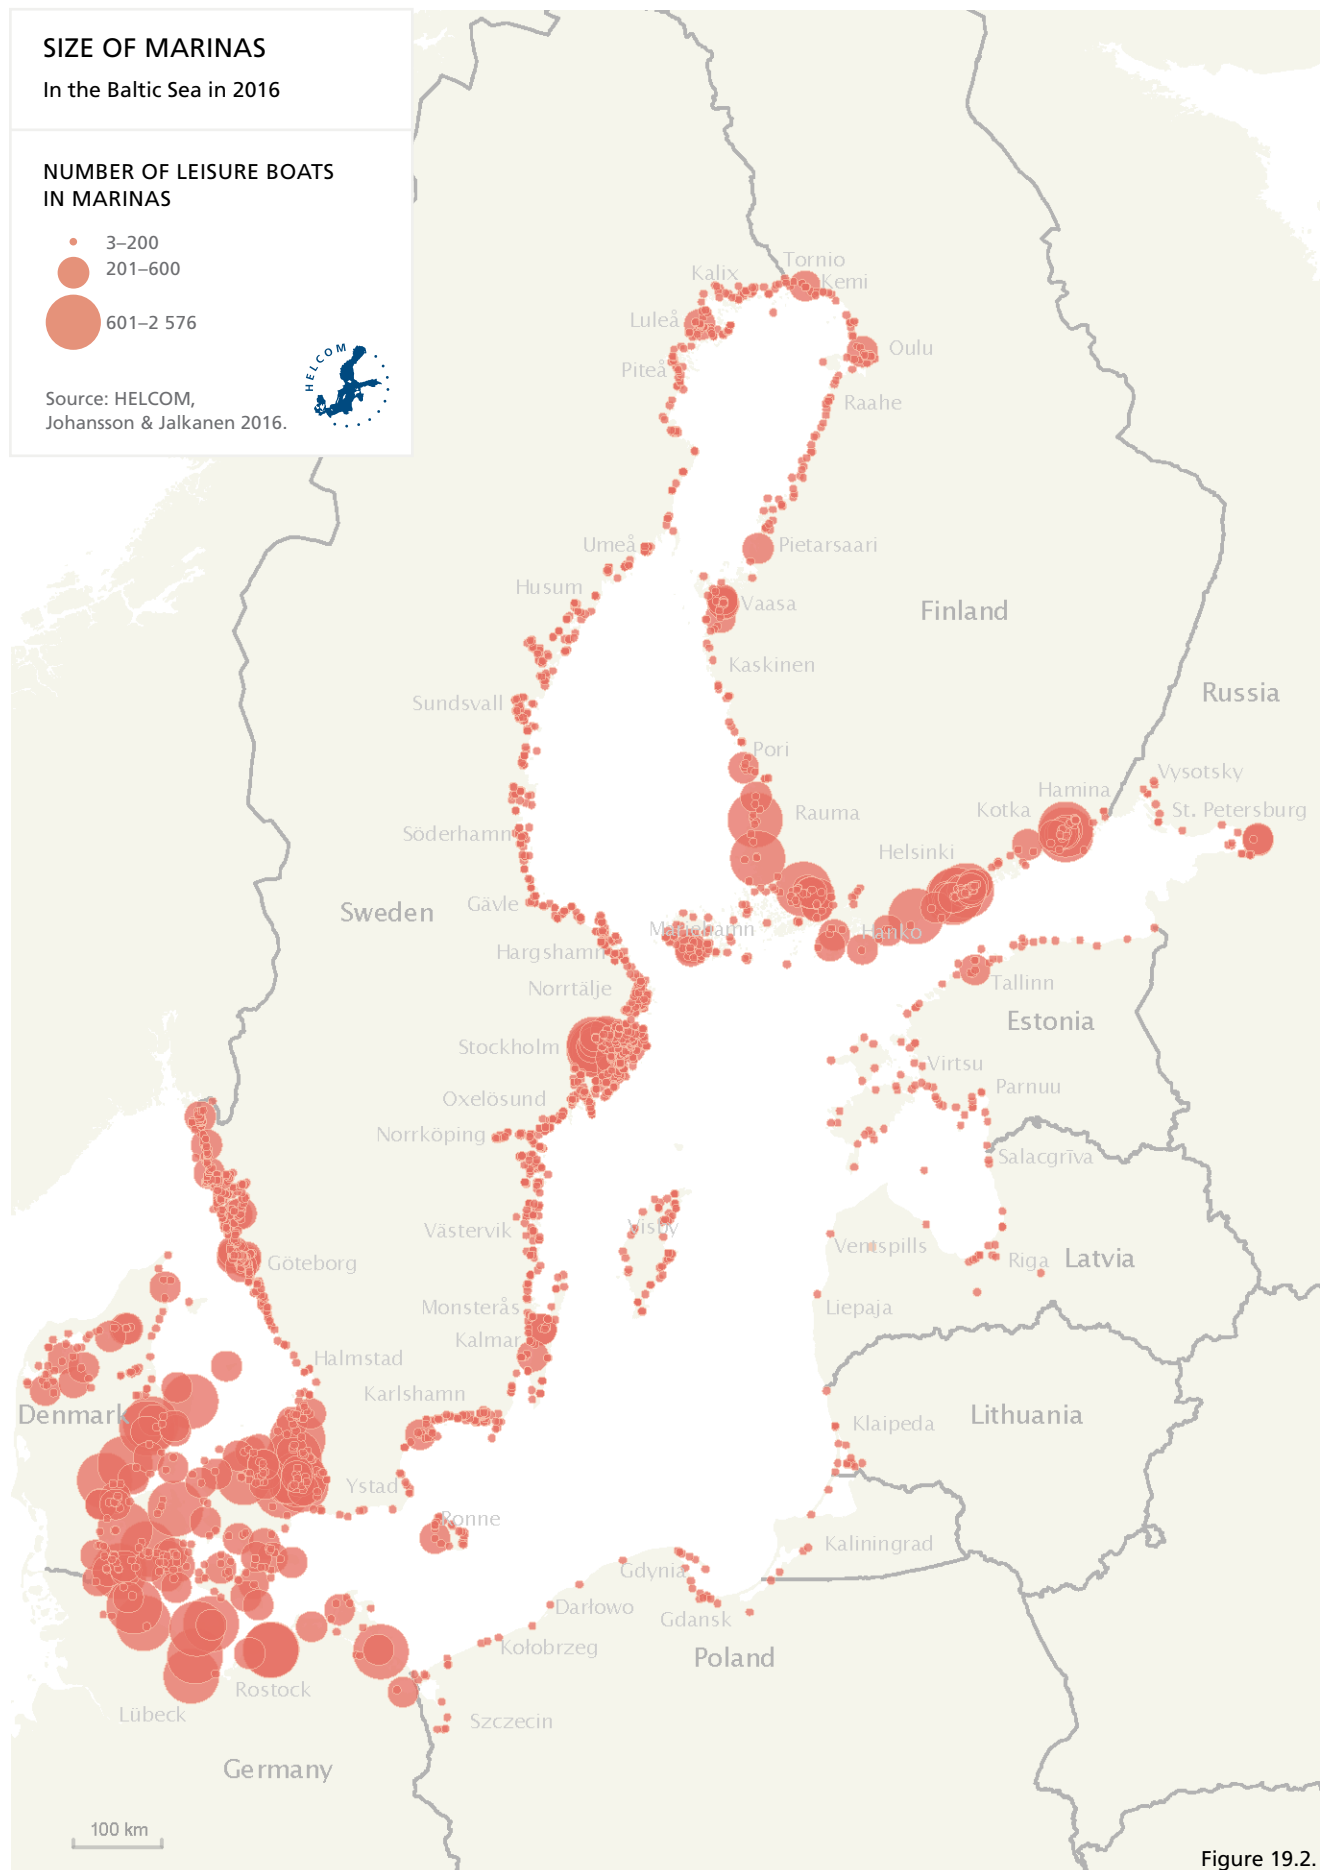 SIZE OF MARINAS
In the Baltic Sea in 2016
NUMBER OF LEISURE BOATS
IN MARINAS
3–200
201–600
601–2 576
HELCOM
Source: HELCOM,
Johansson & Jalkanen 2016.
Tornio
Kalix
Kemi
Luleå
Oulu
Piteå
Raahe
Umeå
Pietarsaari
Husum
Vaasa
Finland
Kaskinen
Russia
Sundsvall
Pori
Vysotsky
Hamina
Rauma
Kotka
St. Petersburg
Söderhamn
Helsinki
Gävle
Sweden
Mariehamn
Hanko
Hargshamn
Tallinn
Norrtälje
Estonia
Stockholm
Virtsu
Parnuu
Oxelösund
Norrköping
Salacgrīva
Västervik
Visby
Ventspills
Riga
Latvia
Göteborg
Monsterås
Liepaja
Kalmar
Halmstad
Karlshamn
Denmark
Klaipeda
Lithuania
Ystad
Ronne
Kaliningrad
Gdynia
Darłowo
Gdansk
Kołobrzeg
Poland
Rostock
Lübeck
Szczecin
Germany
100 km
Figure 19.2.